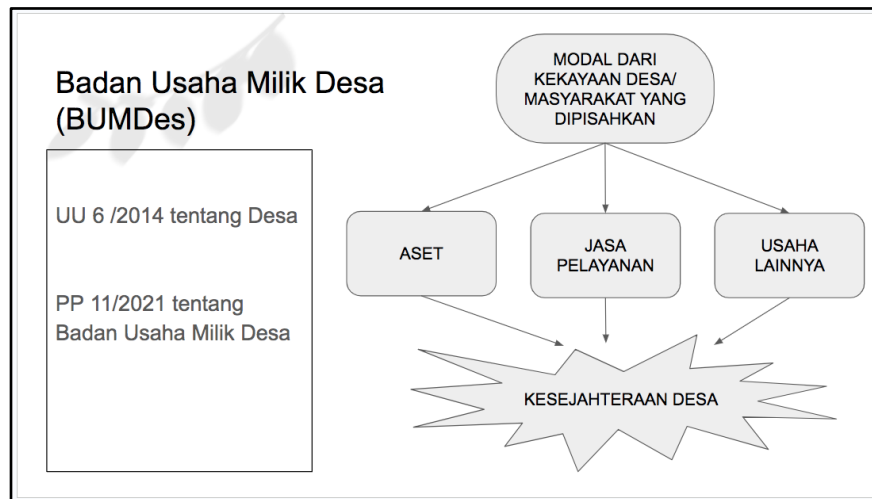 Badan Usaha Milik Desa
(BUMDes)
UU 6 /2014 tentang Desa
PP 11/2021 tentang
Badan Usaha Milik Desa
MODAL DARI
KEKAYAAN DESA/
MASYARAKAT YANG
DIPISAHKAN
ASET
JASA
PELAYANAN
USAHA
LAINNYA
KESEJAHTERAAN DESA